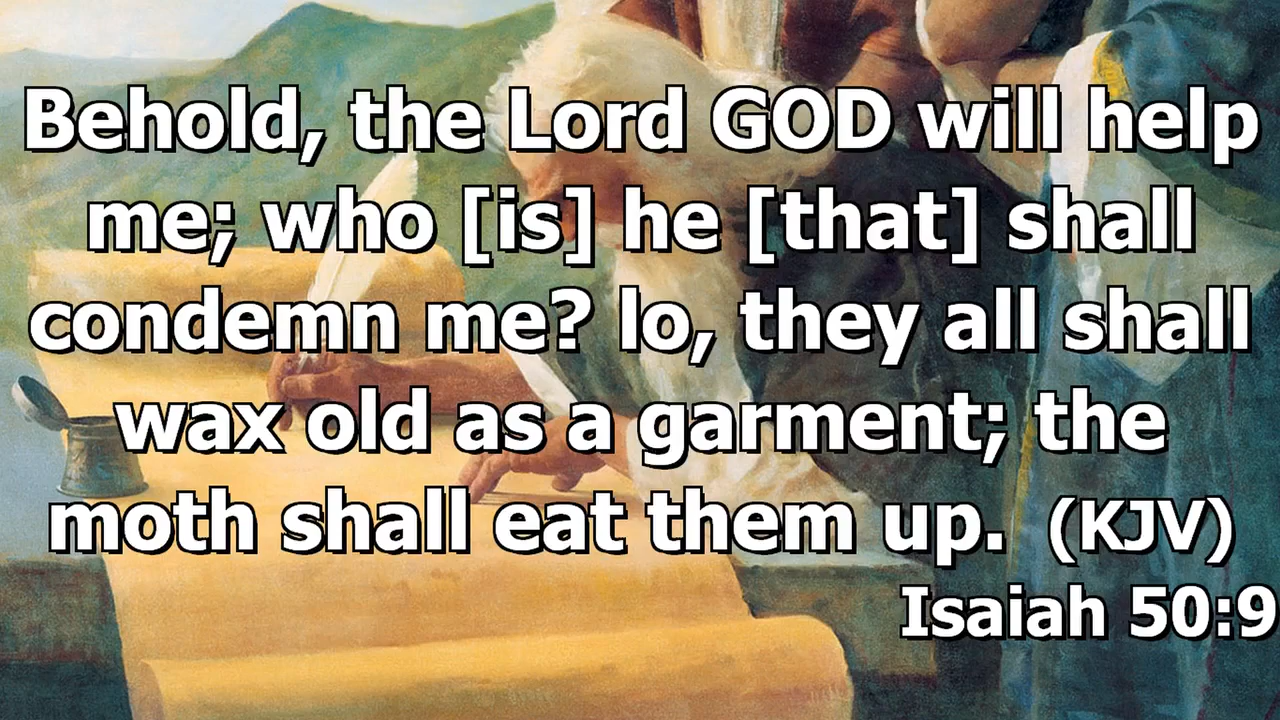 Behold, the Lord GOD will help
me; who [is] he [that] shall
condemn me? lo, they all shall
wax old as a garment; the
moth shall eat them up. (KJV)
Isaiah 50:9